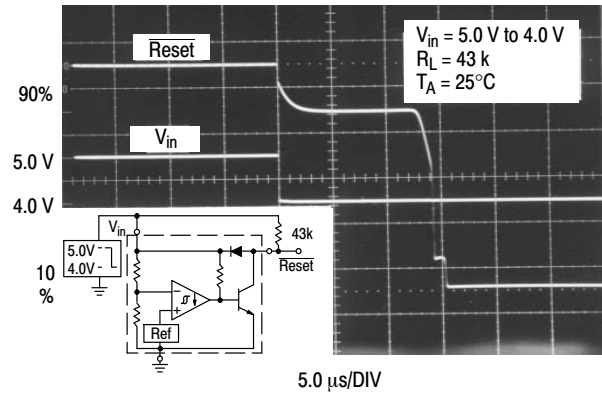 Reset
V_in = 5.0 V to 4.0 V
R_L = 43 k
T_A = 25°C
90%
V_in
5.0 V
4.0 V
V_in
43k
5.0V
4.0V
Reset
10
%
Ref
5.0 μs/DIV